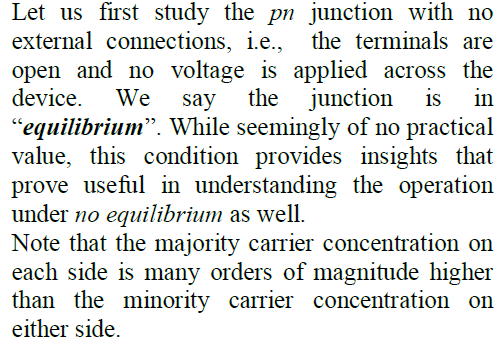 Let us first study the pn junction with no
external connections, i.e., the terminals are
open and no voltage is applied across the
device. We say the junction is in
“equilibrium”. While seemingly of no practical
value, this condition provides insights that
prove useful in understanding the operation
under no equilibrium as well.
Note that the majority carrier concentration on
each side is many orders of magnitude higher
than the minority carrier concentration on
either side.